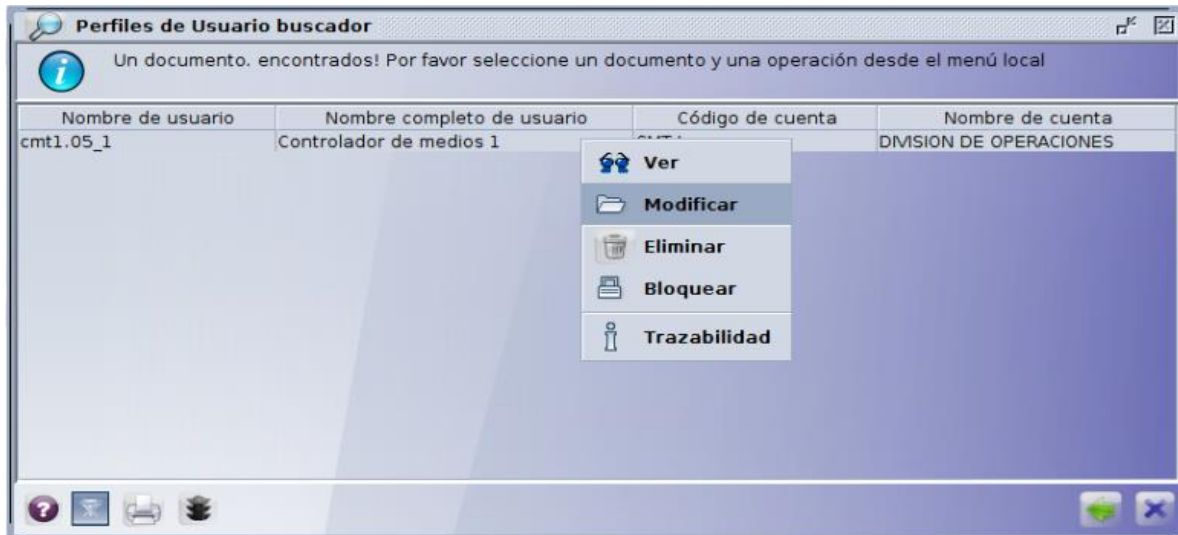 Perfiles de Usuario buscador
Un documento. encontrados! Por favor seleccione un documento y una operación desde el menú local
Nombre de usuario Nombre completo de usuario Código de cuenta Nombre de cuenta
cmt1.05_1 Controlador de medios 1 DIVISION DE OPERACIONES
Ver
Modificar
Eliminar
Bloquear
Trazabilidad